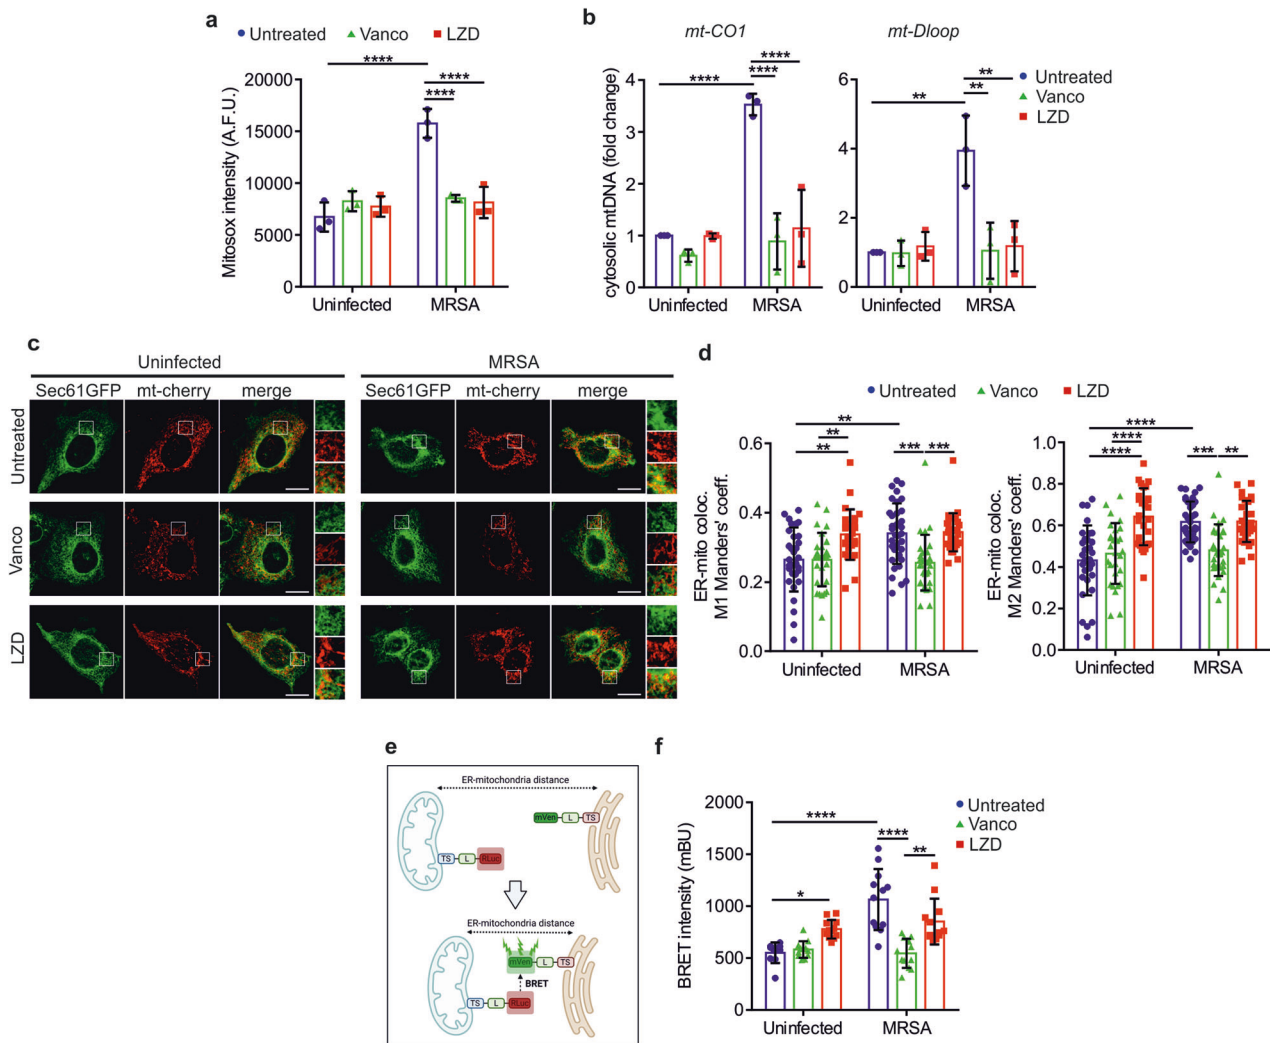 a
Untreated Vanco LZD
Mitosox intensity (A.F.U.)
20000
15000
10000
5000
0
****
****
****
Uninfected MRSA
b
mt-CO1 mt-Dloop
cytosolic mtDNA (fold change)
4
3
2
1
0
****
****
****
Uninfected MRSA
6
4
2
0
**
**
**
Uninfected MRSA
Untreated
Vanco
LZD
c
Uninfected MRSA
Sec61GFP mt-cherry merge Sec61GFP mt-cherry merge
Untreated
Vanco
LZD
d
Untreated Vanco LZD
ER-mito coloc.
M1 Manders' coeff.
0.6
0.4
0.2
0.0
**
**
**
*** ***
Uninfected MRSA
ER-mito coloc.
M2 Manders' coeff.
1.0
0.8
0.6
0.4
0.2
0.0
****
****
****
*** **
Uninfected MRSA
e
ER-mitochondria distance
mVen L TS
TS L RLuc
ER-mitochondria distance
mVen L TS
BRET
TS L RLuc
f
BRET intensity (mBU)
2000
1500
1000
500
0
****
****
**
*
Uninfected MRSA
Untreated
Vanco
LZD